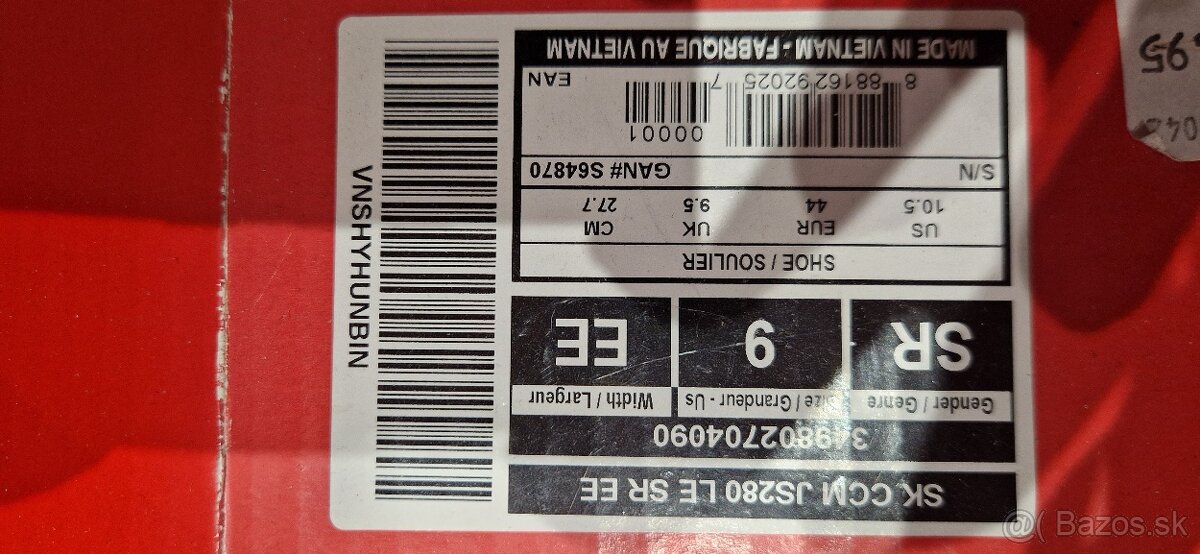 SK CCM JS280 LE SR EE
349802704090
Gender / Genre
Size / Grandeur - Us
Width / Largeur
SR
9
EE
SHOE / SOULIER
US EUR UK CM
10.5 44 9.5 27.7
S/N GAN# S64870
00001
8 88162 92025 7 EAN
MADE IN VIETNAM - FABRIQUE AU VIETNAM
VNSHYHUNBIN
.95
Bazos.sk